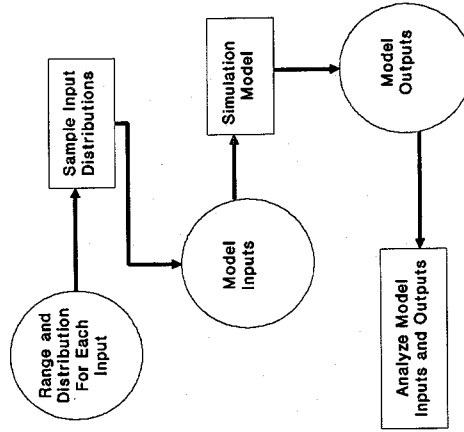 Range and
Distribution
For Each
Input
Sample Input
Distributions
Model
Inputs
Simulation
Model
Model
Outputs
Analyze Model
Inputs and Outputs